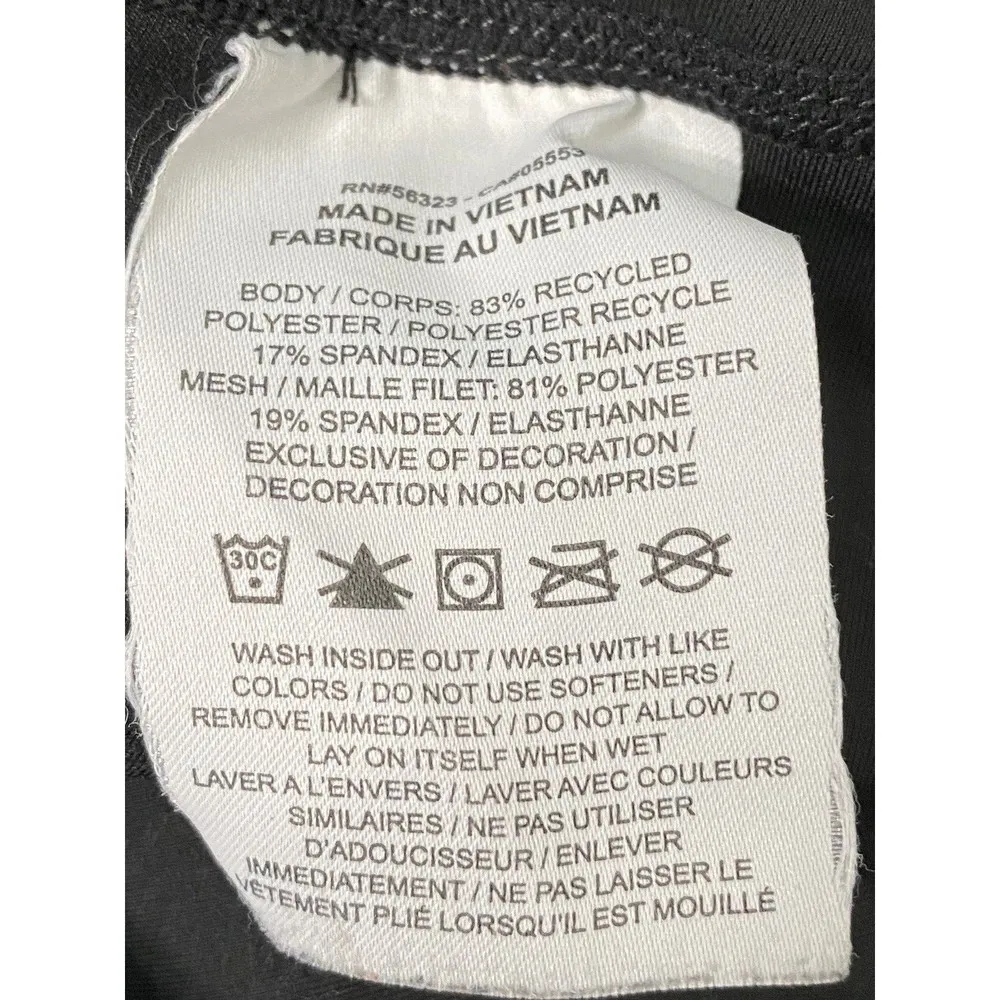 RN#56323 - CA#05553
MADE IN VIETNAM
FABRIQUE AU VIETNAM
BODY / CORPS: 83% RECYCLED
POLYESTER / POLYESTER RECYCLE
17% SPANDEX / ELASTHANNE
MESH / MAILLE FILET: 81% POLYESTER
19% SPANDEX / ELASTHANNE
EXCLUSIVE OF DECORATION /
DECORATION NON COMPRISE
30C
WASH INSIDE OUT / WASH WITH LIKE
COLORS / DO NOT USE SOFTENERS /
REMOVE IMMEDIATELY / DO NOT ALLOW TO
LAY ON ITSELF WHEN WET
LAVER A L'ENVERS / LAVER AVEC COULEURS
SIMILAIRES / NE PAS UTILISER
D'ADOUCISSEUR / ENLEVER
IMMEDIATEMENT / NE PAS LAISSER LE
VÊTEMENT PLIÉ LORSQU'IL EST MOUILLÉ